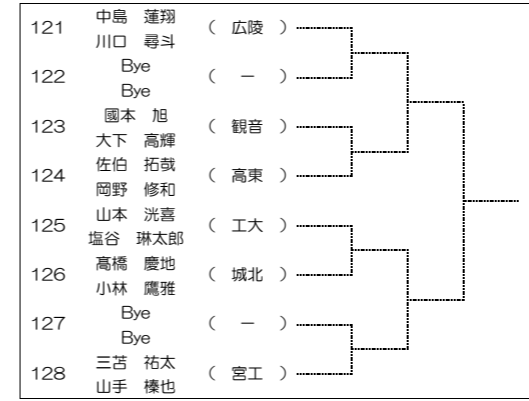 中島 蓮翔
121 ( 広陵 )
川口 尋斗
Bye
122 ( ー )
Bye
國本 旭
123 ( 観音 )
大下 高輝
佐伯 拓哉
124 ( 高東 )
岡野 修和
山本 洸喜
125 ( 工大 )
塩谷 琳太郎
髙橋 慶地
126 ( 城北 )
小林 鷹雅
Bye
127 ( ー )
Bye
三苫 祐太
128 ( 宮工 )
山手 榛也